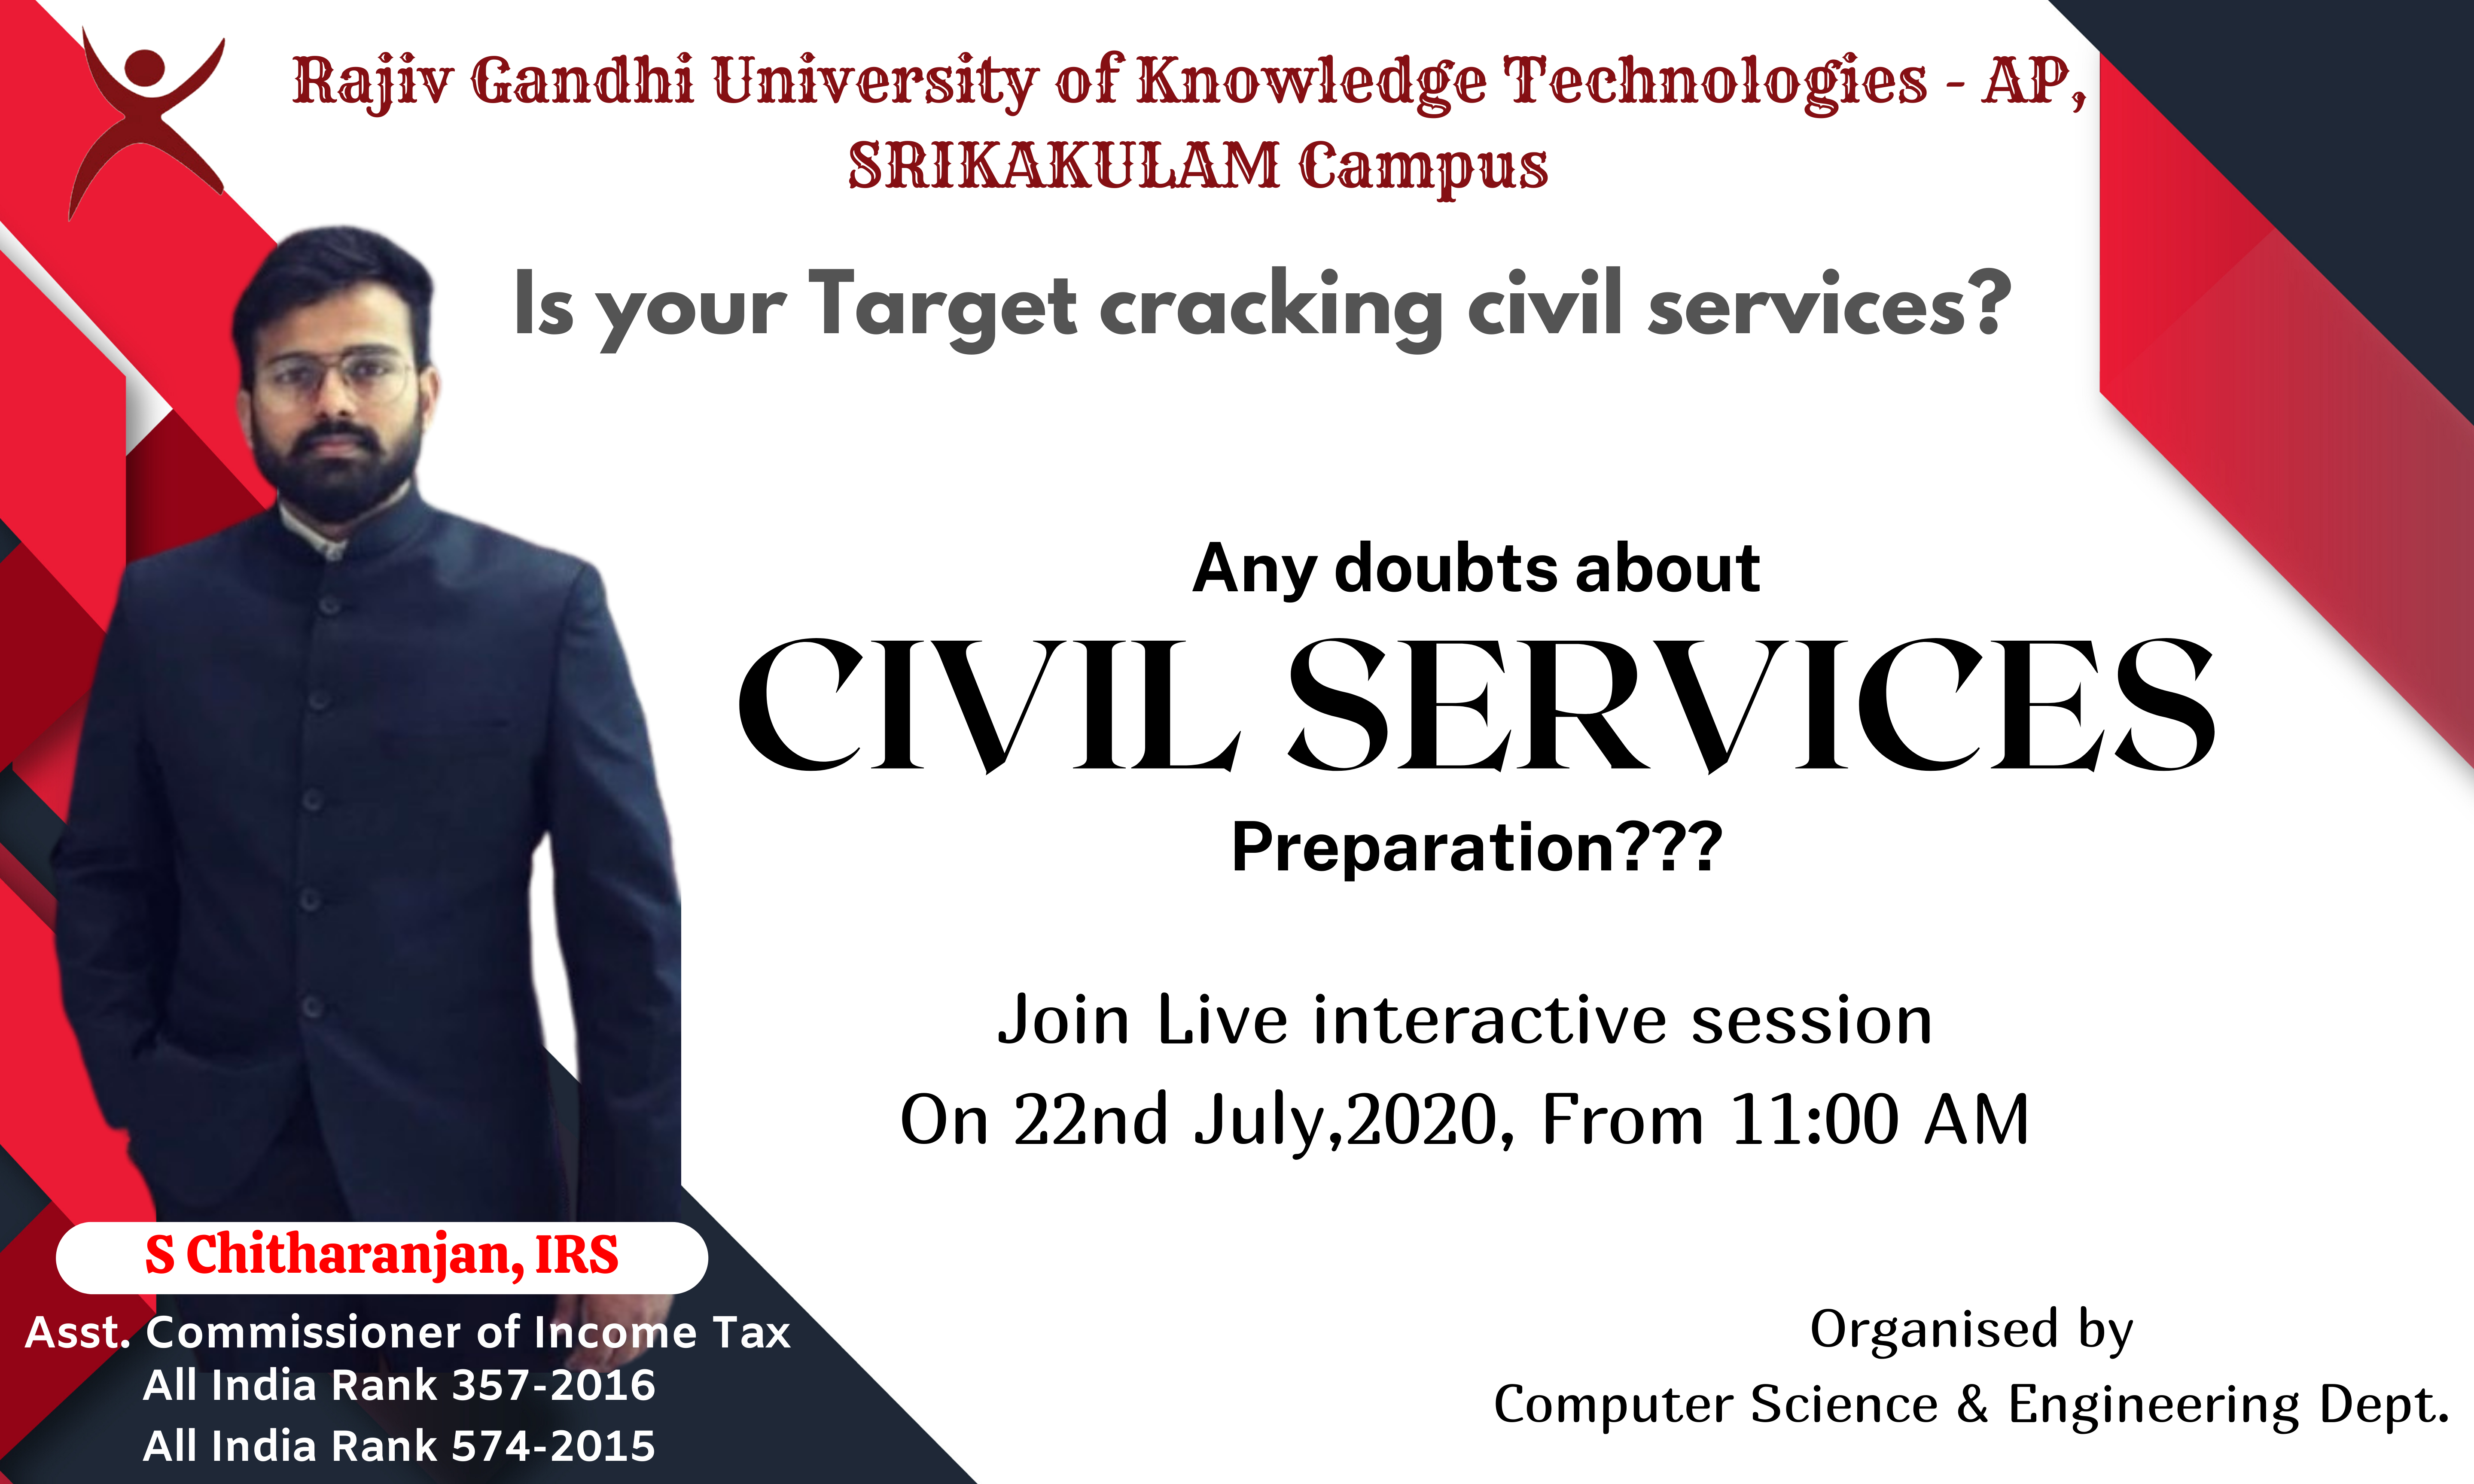 Rajiv Gandhi University of Knowledge Technologies - AP,
SRIKAKULAM Campus
Is your Target cracking civil services?
Any doubts about
CIVIL SERVICES
Preparation???
Join Live interactive session
On 22nd July,2020, From 11:00 AM
S Chitharanjan, IRS
Asst. Commissioner of Income Tax
All India Rank 357-2016
All India Rank 574-2015
Organised by
Computer Science & Engineering Dept.